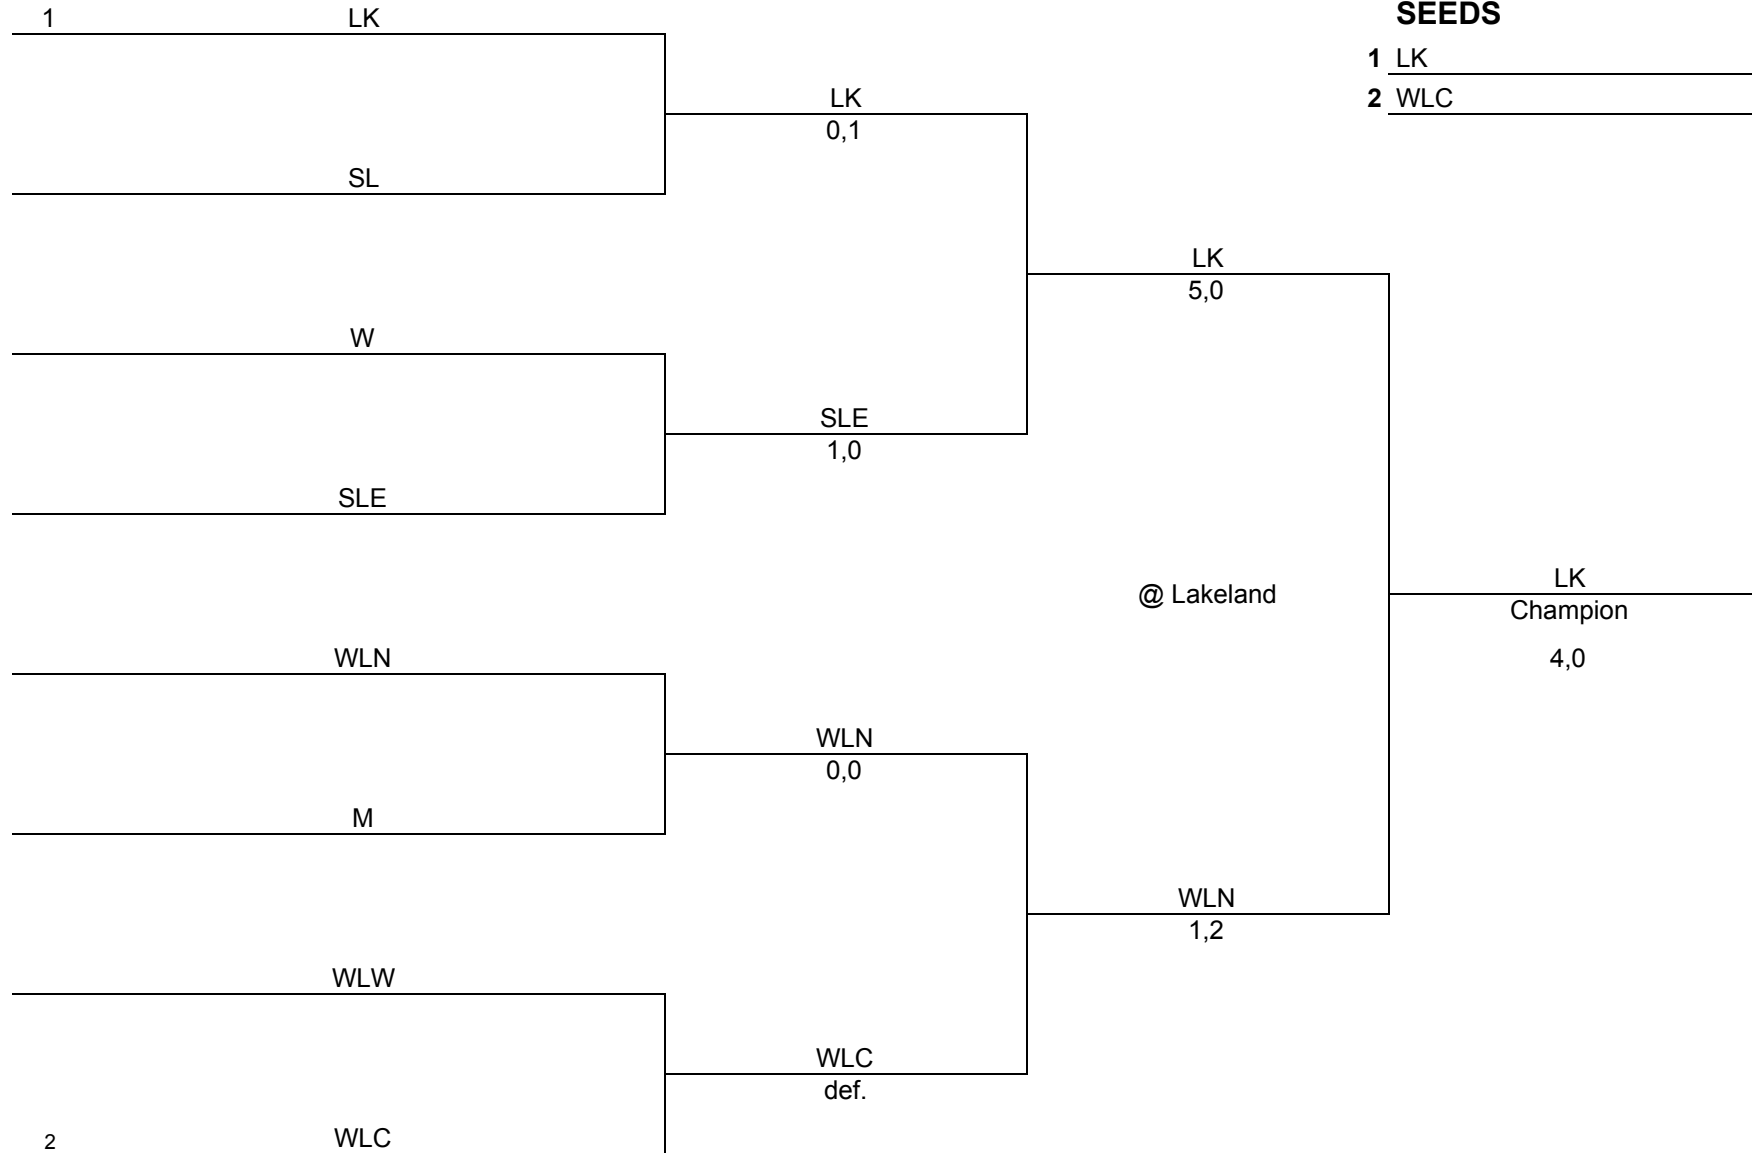 1 LK
SEEDS
1 LK
LK
2 WLC
0,1
SL
LK
5,0
W
SLE
1,0
SLE
@ Lakeland
LK
Champion
WLN
4,0
WLN
0,0
M
WLN
1,2
WLW
WLC
def.
2 WLC